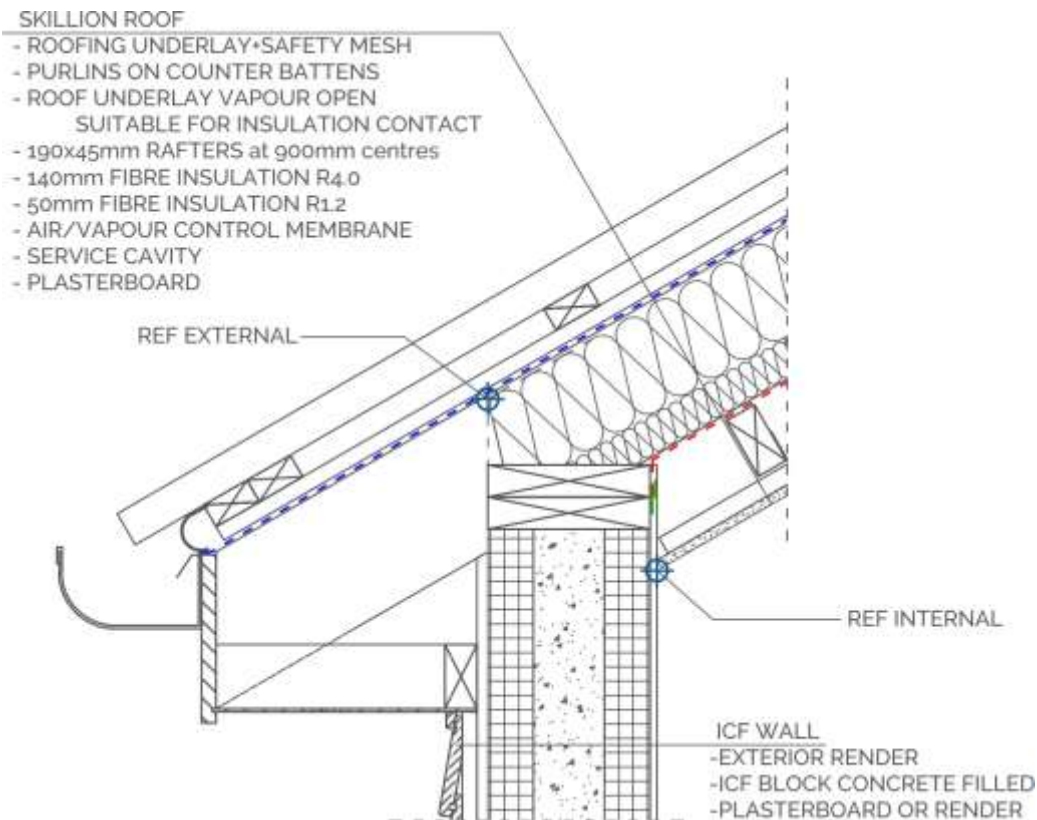 SKILLION ROOF
- ROOFING UNDERLAY+SAFETY MESH
- PURLINS ON COUNTER BATTENS
- ROOF UNDERLAY VAPOUR OPEN
SUITABLE FOR INSULATION CONTACT
- 190x45mm RAFTERS at 900mm centres
- 140mm FIBRE INSULATION R4.0
- 50mm FIBRE INSULATION R1.2
- AIR/VAPOUR CONTROL MEMBRANE
- SERVICE CAVITY
- PLASTERBOARD
REF EXTERNAL
REF INTERNAL
ICF WALL
-EXTERIOR RENDER
-ICF BLOCK CONCRETE FILLED
-PLASTERBOARD OR RENDER